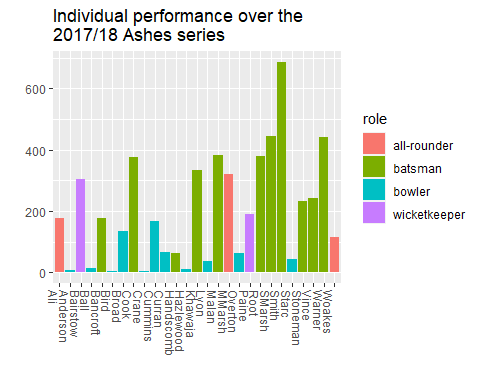 Individual performance over the
2017/18 Ashes series
600
400
200
0
Ali
Anderson
Bairstow
Ball
Bancroft
Bird
Broad
Cook
Crane
Cummins
Curran
Handscomb
Hazlewood
Khawaja
Lyon
Malan
MMarsh
Overton
Paine
Root
SMarsh
Smith
Starc
Stoneman
Vince
Warner
Woakes
role
all-rounder
batsman
bowler
wicketkeeper